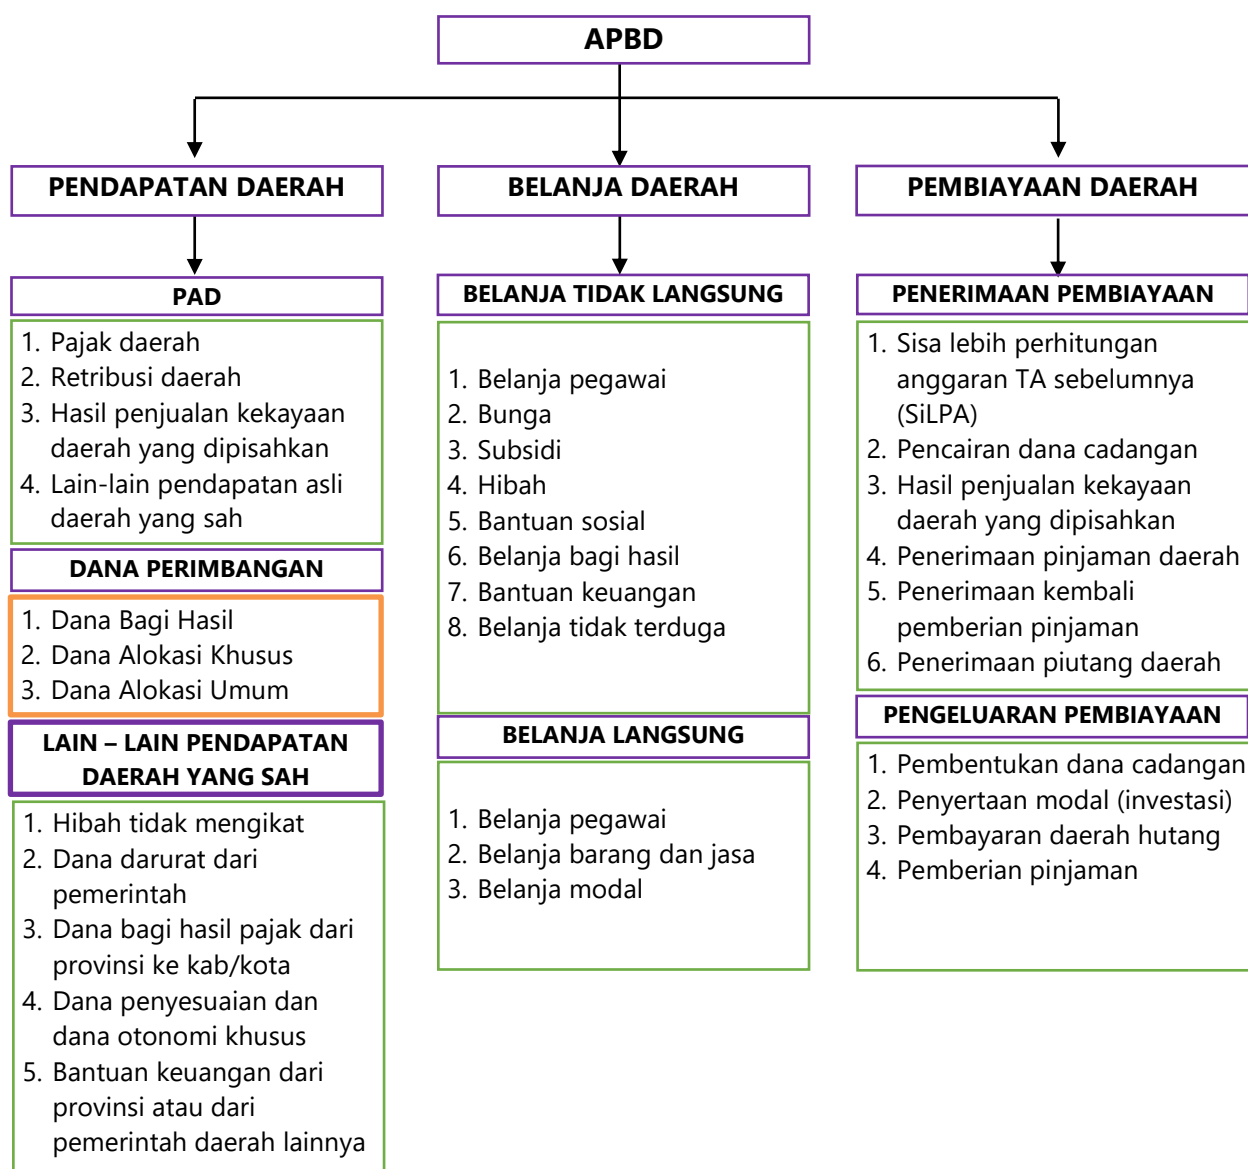 APBD
PENDAPATAN DAERAH
PAD
1. Pajak daerah
2. Retribusi daerah
3. Hasil penjualan kekayaan
daerah yang dipisahkan
4. Lain-lain pendapatan asli
daerah yang sah
DANA PERIMBANGAN
1. Dana Bagi Hasil
2. Dana Alokasi Khusus
3. Dana Alokasi Umum
LAIN – LAIN PENDAPATAN
DAERAH YANG SAH
1. Hibah tidak mengikat
2. Dana darurat dari
pemerintah
3. Dana bagi hasil pajak dari
provinsi ke kab/kota
4. Dana penyesuaian dan
dana otonomi khusus
5. Bantuan keuangan dari
provinsi atau dari
pemerintah daerah lainnya
BELANJA DAERAH
BELANJA TIDAK LANGSUNG
1. Belanja pegawai
2. Bunga
3. Subsidi
4. Hibah
5. Bantuan sosial
6. Belanja bagi hasil
7. Bantuan keuangan
8. Belanja tidak terduga
BELANJA LANGSUNG
1. Belanja pegawai
2. Belanja barang dan jasa
3. Belanja modal
PEMBIAYAAN DAERAH
PENERIMAAN PEMBIAYAAN
1. Sisa lebih perhitungan
anggaran TA sebelumnya
(SiLPA)
2. Pencairan dana cadangan
3. Hasil penjualan kekayaan
daerah yang dipisahkan
4. Penerimaan pinjaman daerah
5. Penerimaan kembali
pemberian pinjaman
6. Penerimaan piutang daerah
PENGELUARAN PEMBIAYAAN
1. Pembentukan dana cadangan
2. Penyertaan modal (investasi)
3. Pembayaran daerah hutang
4. Pemberian pinjaman